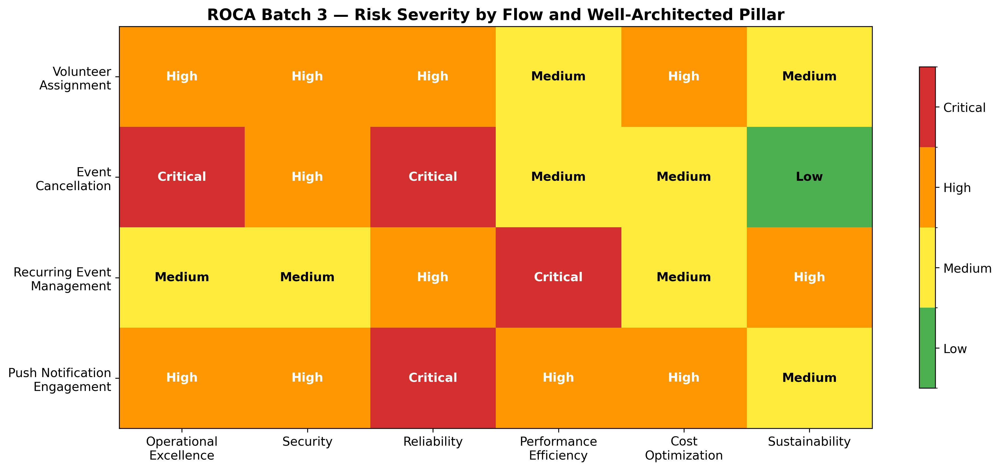 ROCA Batch 3 — Risk Severity by Flow and Well-Architected Pillar
Volunteer
Assignment
High
High
High
Medium
High
Medium
Event
Cancellation
Critical
High
Critical
Medium
Medium
Low
Recurring Event
Management
Medium
Medium
High
Critical
Medium
High
Push Notification
Engagement
High
High
Critical
High
High
Medium
Operational
Excellence
Security
Reliability
Performance
Efficiency
Cost
Optimization
Sustainability
Critical
High
Medium
Low